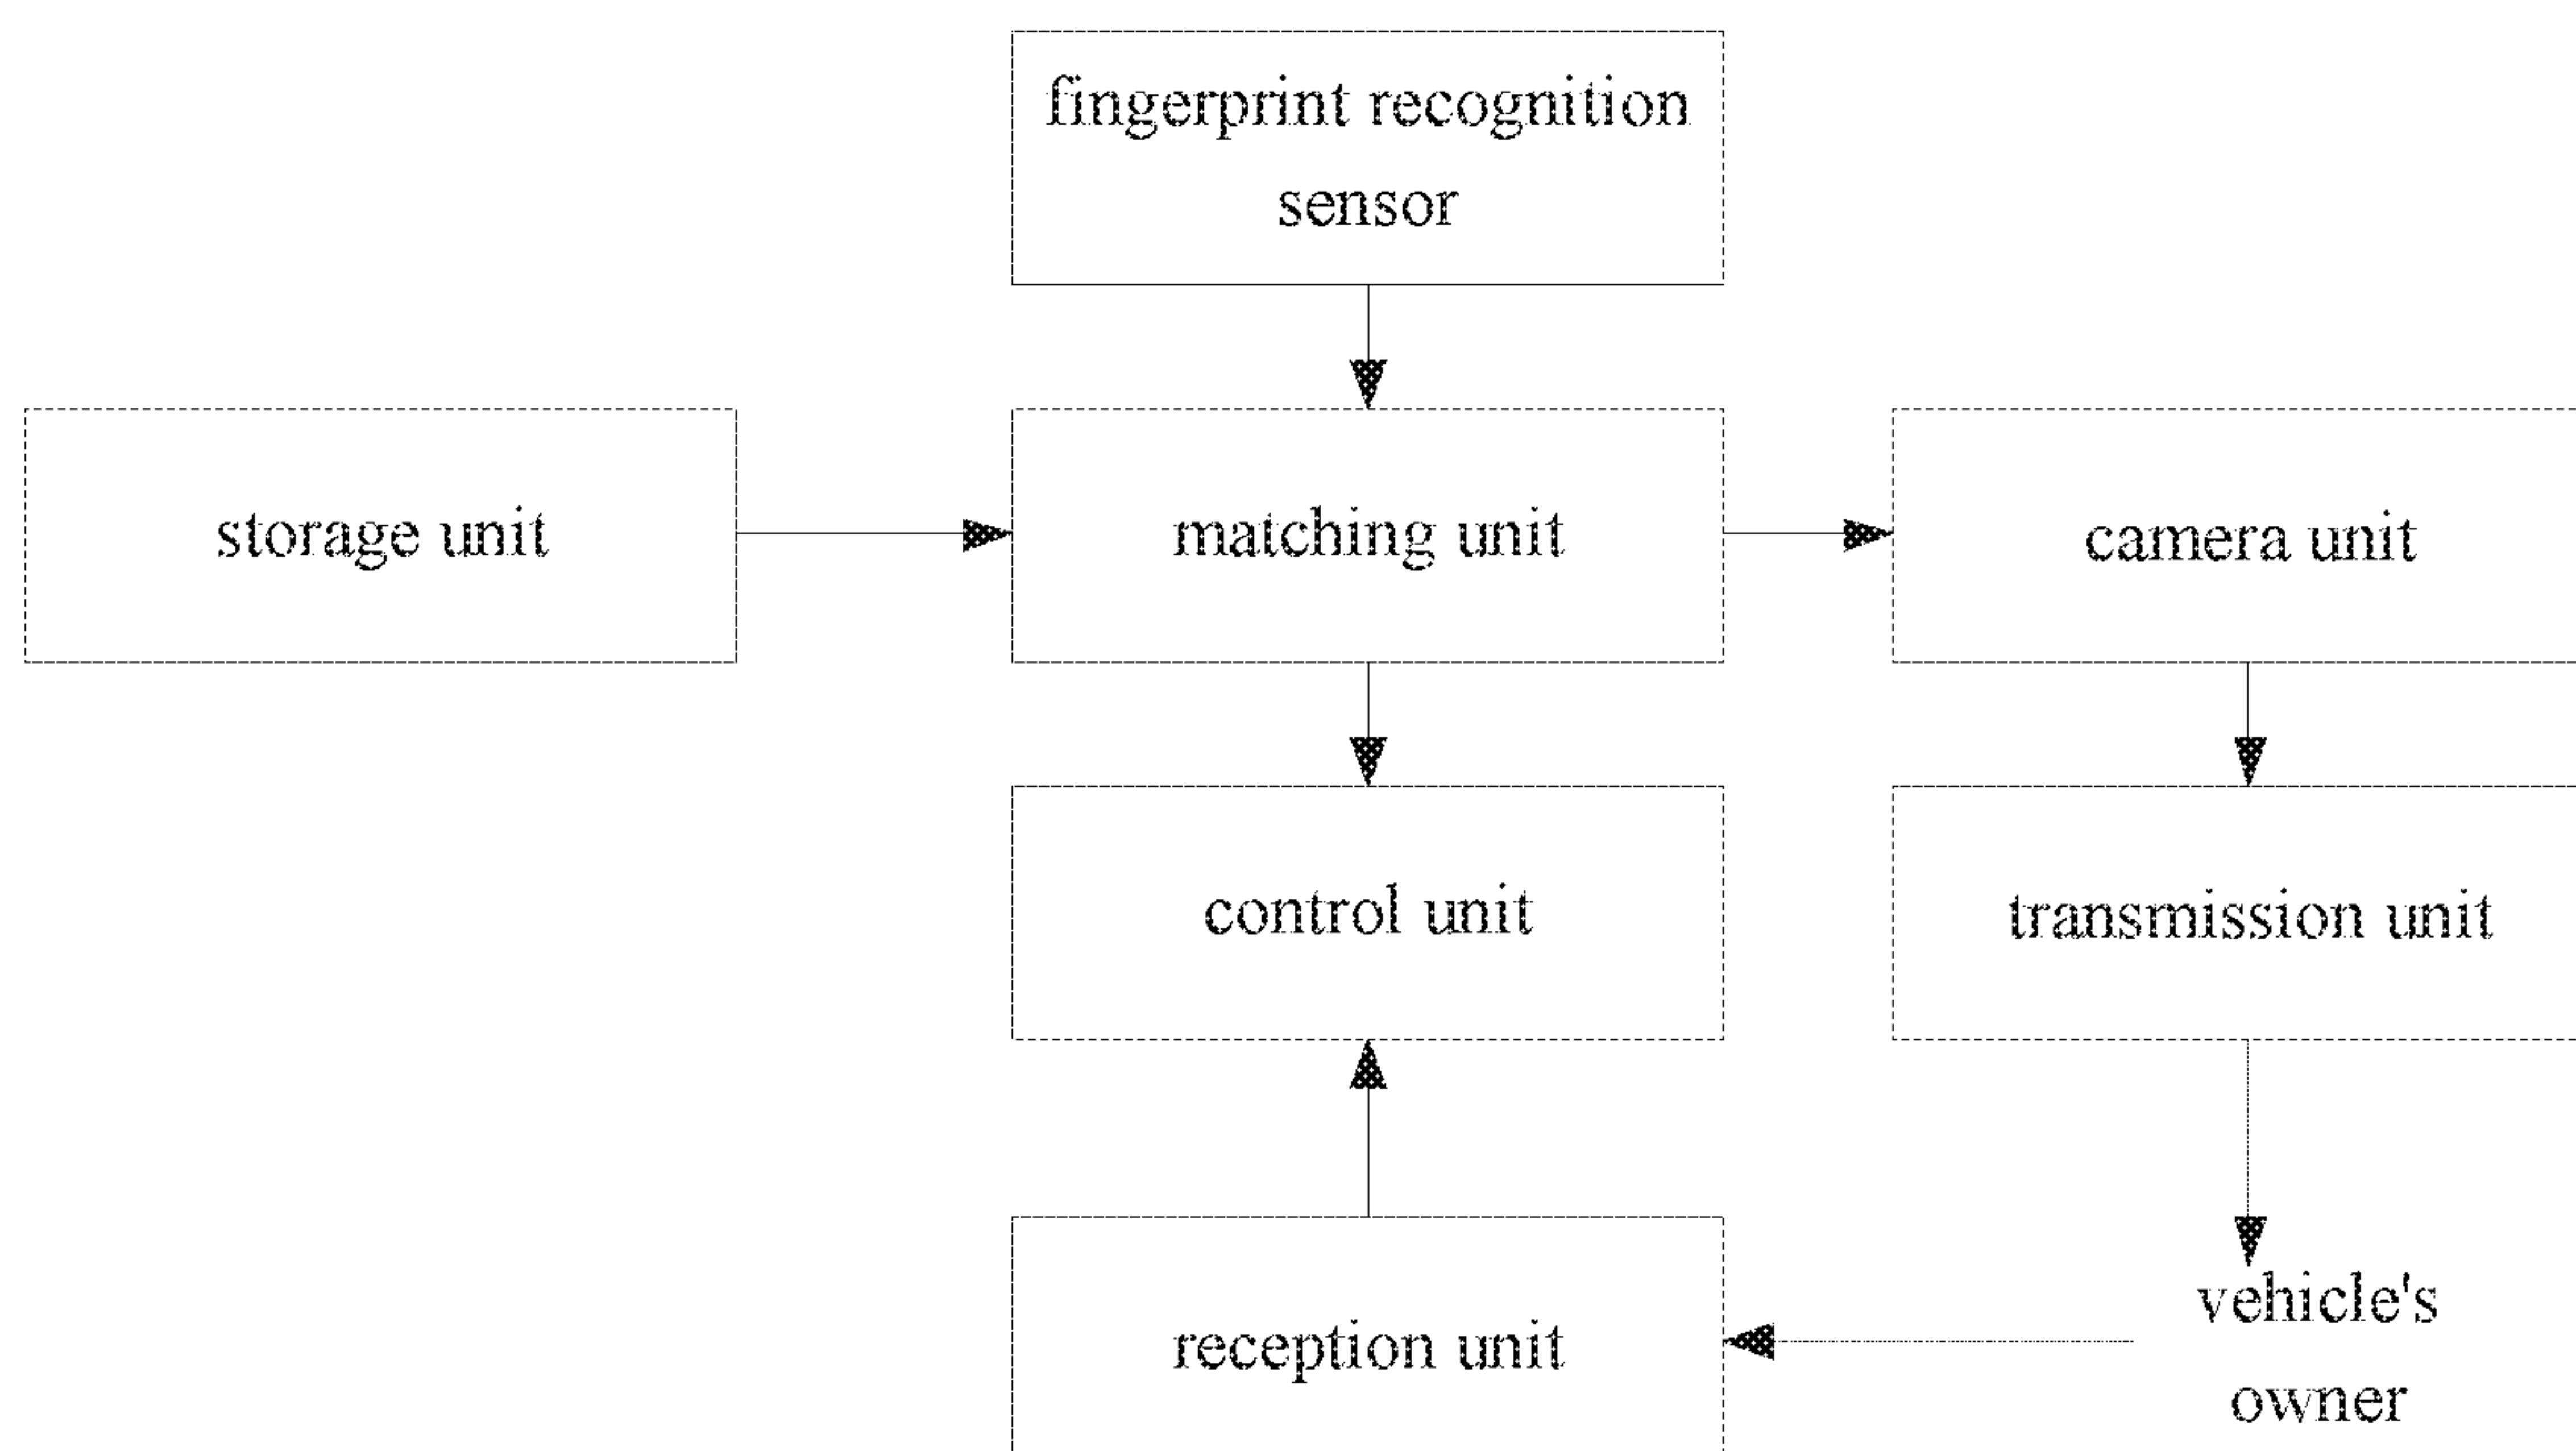 fingerprint recognition
sensor
storage unit
matching unit
camera unit
control unit
transmission unit
reception unit
vehicle's
owner